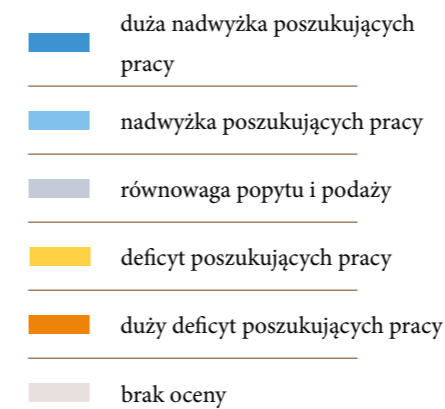 duża nadwyżka poszukujących
pracy
nadwyżka poszukujących pracy
równowaga popytu i podaży
deficyt poszukujących pracy
duży deficyt poszukujących pracy
brak oceny